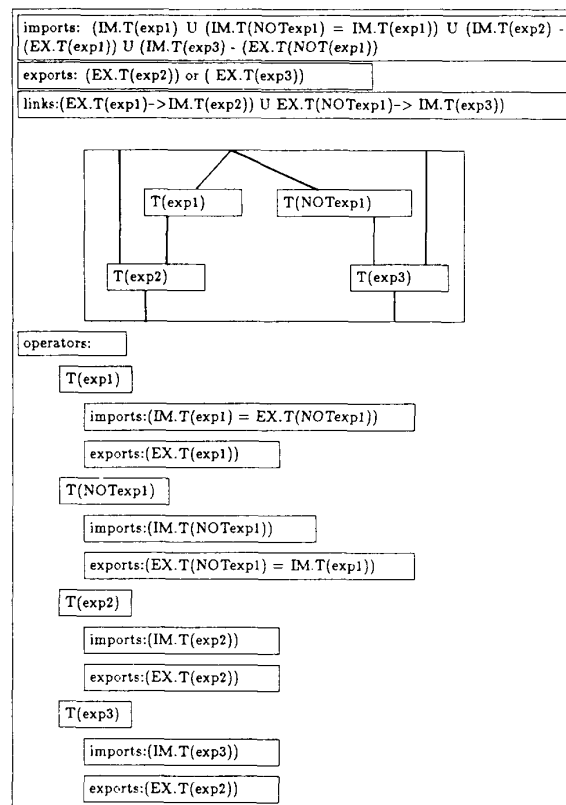 imports: (IM.T(exp1) U (IM.T(NOTexp1) = IM.T(exp1)) U (IM.T(exp2) -
(EX.T(exp1)) U (IM.T(exp3) - (EX.T(NOT(exp1))
exports: (EX.T(exp2)) or ( EX.T(exp3))
links:(EX.T(exp1)->IM.T(exp2)) U EX.T(NOTexp1)-> IM.T(exp3))
T(exp1) T(NOTexp1)
T(exp2) T(exp3)
operators:
T(exp1)
imports:(IM.T(exp1) = EX.T(NOTexp1))
exports:(EX.T(exp1))
T(NOTexp1)
imports:(IM.T(NOTexp1))
exports:(EX.T(NOTexp1) = IM.T(exp1))
T(exp2)
imports:(IM.T(exp2))
exports:(EX.T(exp2))
T(exp3)
imports:(IM.T(exp3))
exports:(EX.T(exp2))